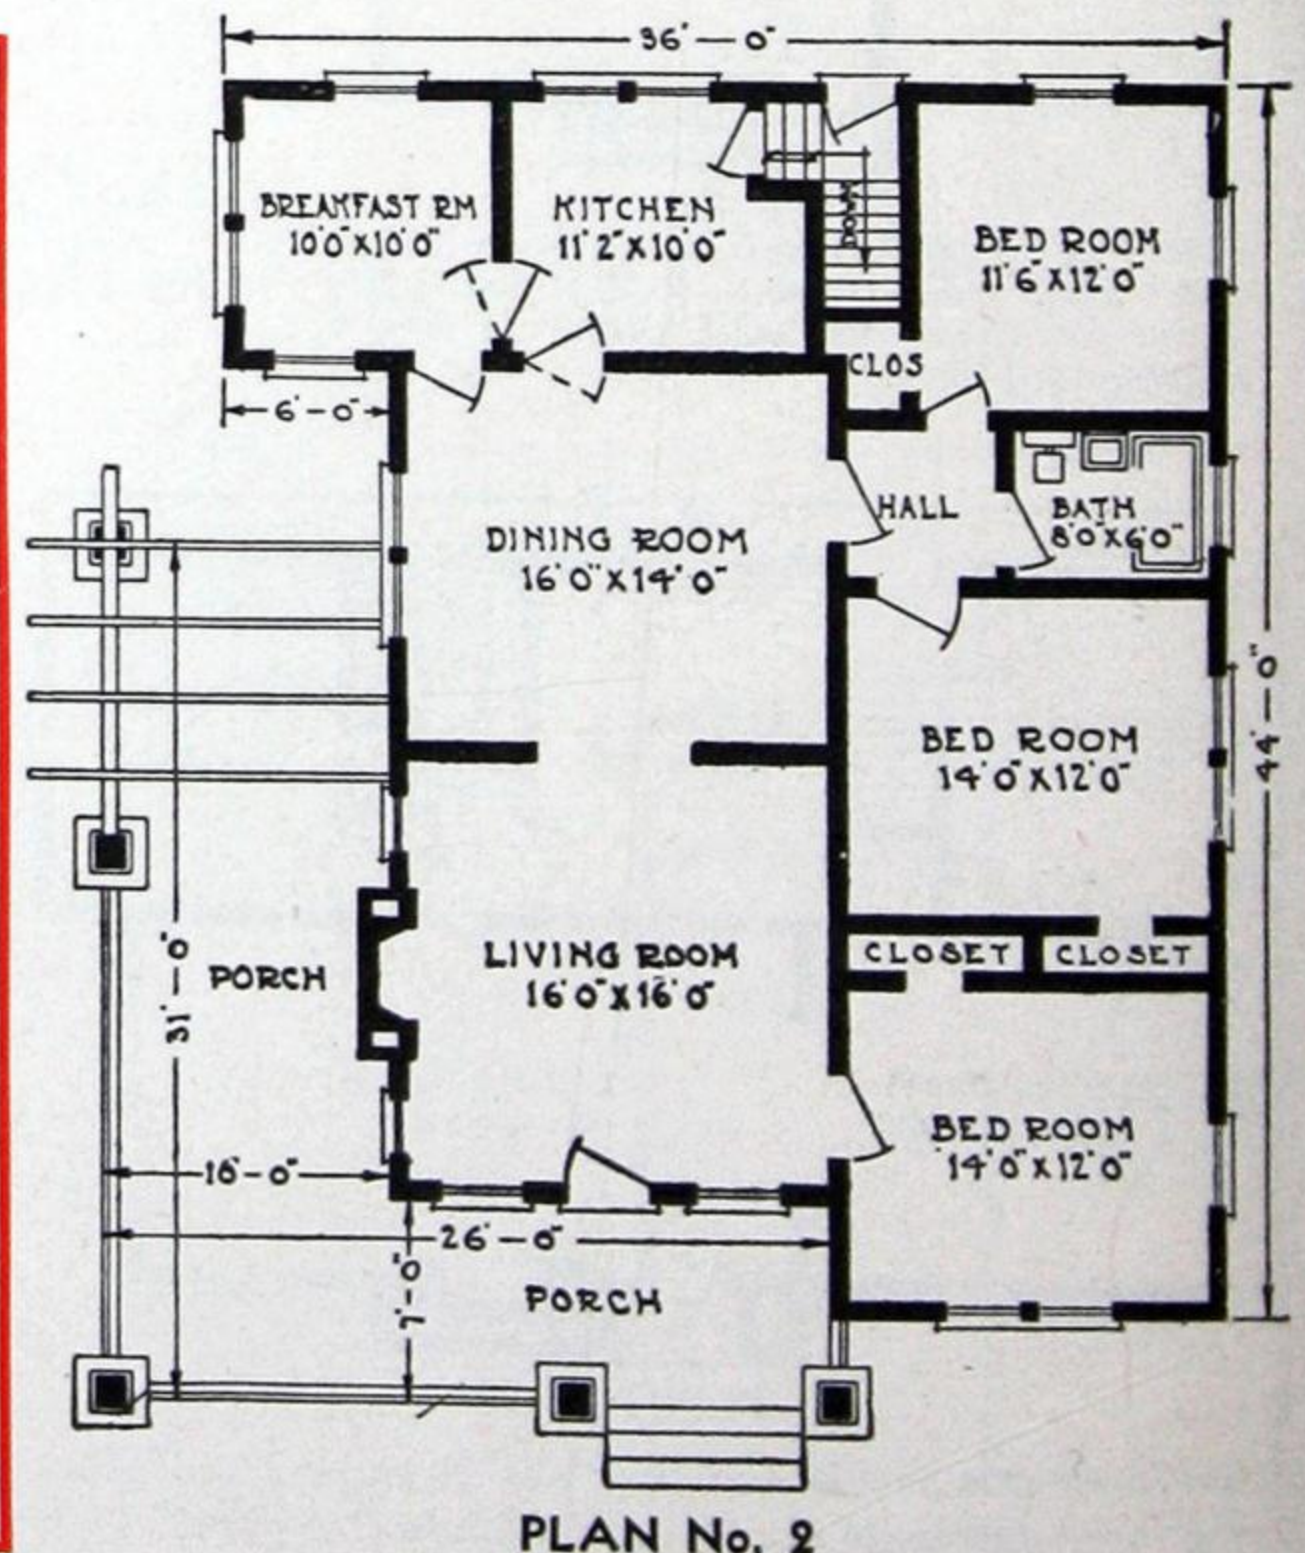 36'-0"
BREAKFAST RM
10'0"X10'0"
KITCHEN
11'2"X10'0"
DOWN
BED ROOM
11'6"X12'0"
CLOS
6'-0"
HALL
BATH
8'0"X6'0"
DINING ROOM
16'0"X14'0"
44'-0"
BED ROOM
14'0"X12'0"
CLOSET
CLOSET
PORCH
31'-0"
LIVING ROOM
16'0"X16'0"
BED ROOM
14'0"X12'0"
10'-0"
26'-0"
7'-0"
PORCH
PLAN No. 2